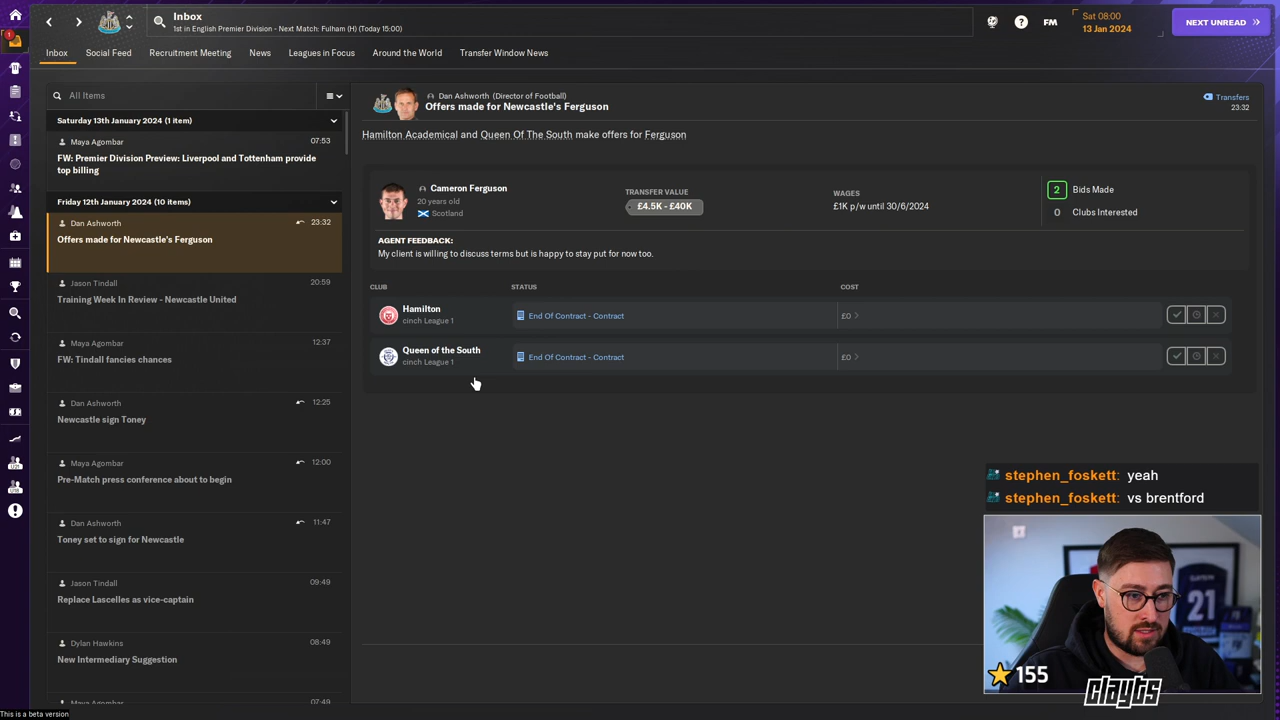 Inbox
1st in English Premier Division - Next Match: Fulham (H) (Today 15:00)
FM
Sat 08:00
13 Jan 2024
NEXT UNREAD
1
Inbox
Social Feed
Recruitment Meeting
News
Leagues in Focus
Around the World
Transfer Window News
All Items
Saturday 13th January 2024 (1 item)
Maya Agombar
07:53
FW: Premier Division Preview: Liverpool and Tottenham provide
top billing
Friday 12th January 2024 (10 items)
Dan Ashworth
23:32
Offers made for Newcastle's Ferguson
Jason Tindall
20:59
Training Week In Review - Newcastle United
Maya Agombar
12:37
FW: Tindall fancies chances
Dan Ashworth
12:25
Newcastle sign Toney
Maya Agombar
12:00
Pre-Match press conference about to begin
Dan Ashworth
11:47
Toney set to sign for Newcastle
Jason Tindall
09:49
Replace Lascelles as vice-captain
Dylan Hawkins
08:49
New Intermediary Suggestion
Dan Ashworth (Director of Football)
Offers made for Newcastle's Ferguson
Transfers
23:32
Hamilton Academical and Queen Of The South make offers for Ferguson
Cameron Ferguson
20 years old
Scotland
TRANSFER VALUE
£4.5K - £40K
WAGES
£1K p/w until 30/6/2024
2 Bids Made
0 Clubs Interested
AGENT FEEDBACK:
My client is willing to discuss terms but is happy to stay put for now too.
CLUB
STATUS
COST
Hamilton
cinch League 1
End Of Contract - Contract
£0
Queen of the South
cinch League 1
End Of Contract - Contract
£0
stephen_foskett: yeah
stephen_foskett: vs brentford
21
155
clayts
This is a beta version